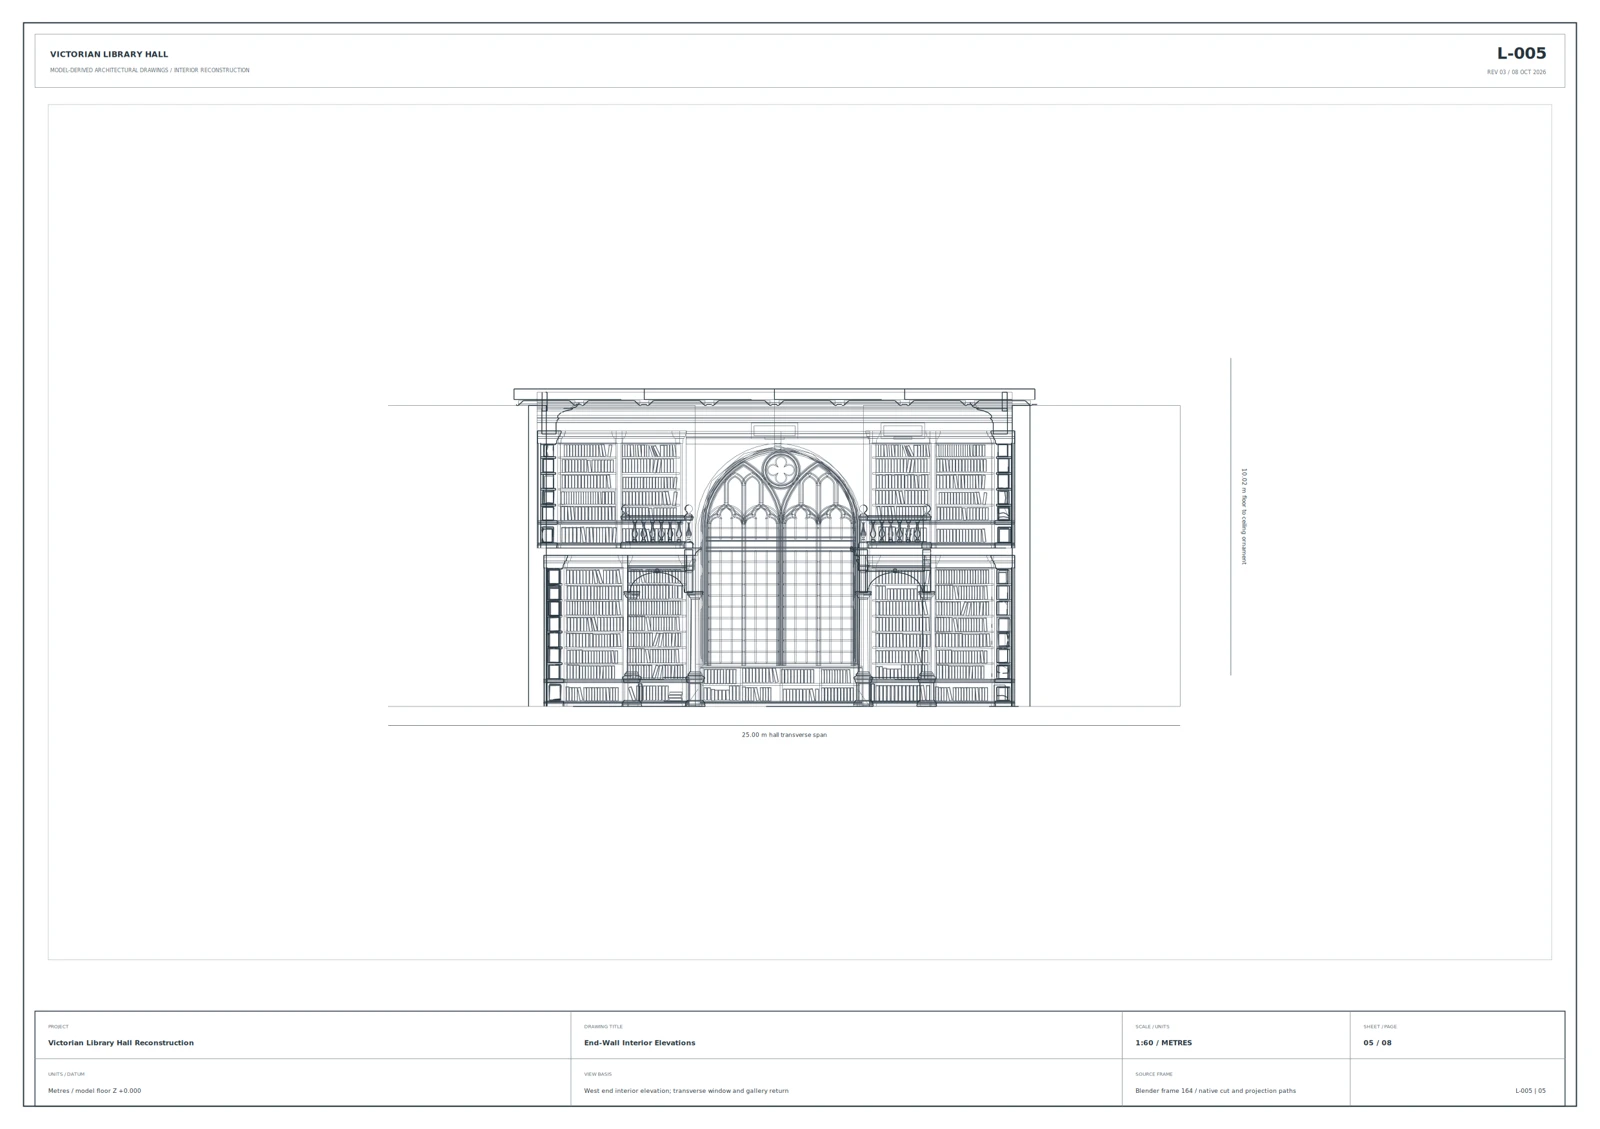 VICTORIAN LIBRARY HALL
MODEL-DERIVED ARCHITECTURAL DRAWINGS / INTERIOR RECONSTRUCTION
L-005
REV 03 / 08 OCT 2026
10.02 m floor to ceiling ornament
25.00 m hall transverse span
PROJECT
Victorian Library Hall Reconstruction
DRAWING TITLE
End-Wall Interior Elevations
SCALE / UNITS
1:60 / METRES
SHEET / PAGE
05 / 08
UNITS / DATUM
Metres / model floor Z +0.000
VIEW BASIS
West end interior elevation; transverse window and gallery return
SOURCE FRAME
Blender frame 164 / native cut and projection paths
L-005 | 05